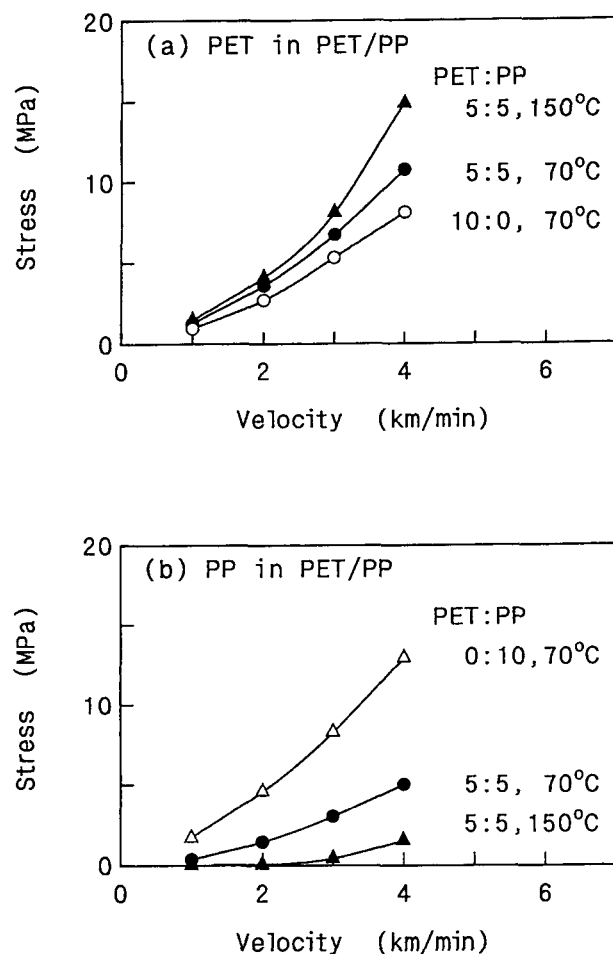 20
(a) PET in PET/PP
PET:PP
5:5,150°C
5:5, 70°C
10:0, 70°C
10
0
Stress (MPa)
0 2 4 6
Velocity (km/min)
20
(b) PP in PET/PP
PET:PP
0:10,70°C
10
5:5, 70°C
5:5,150°C
0
Stress (MPa)
0 2 4 6
Velocity (km/min)